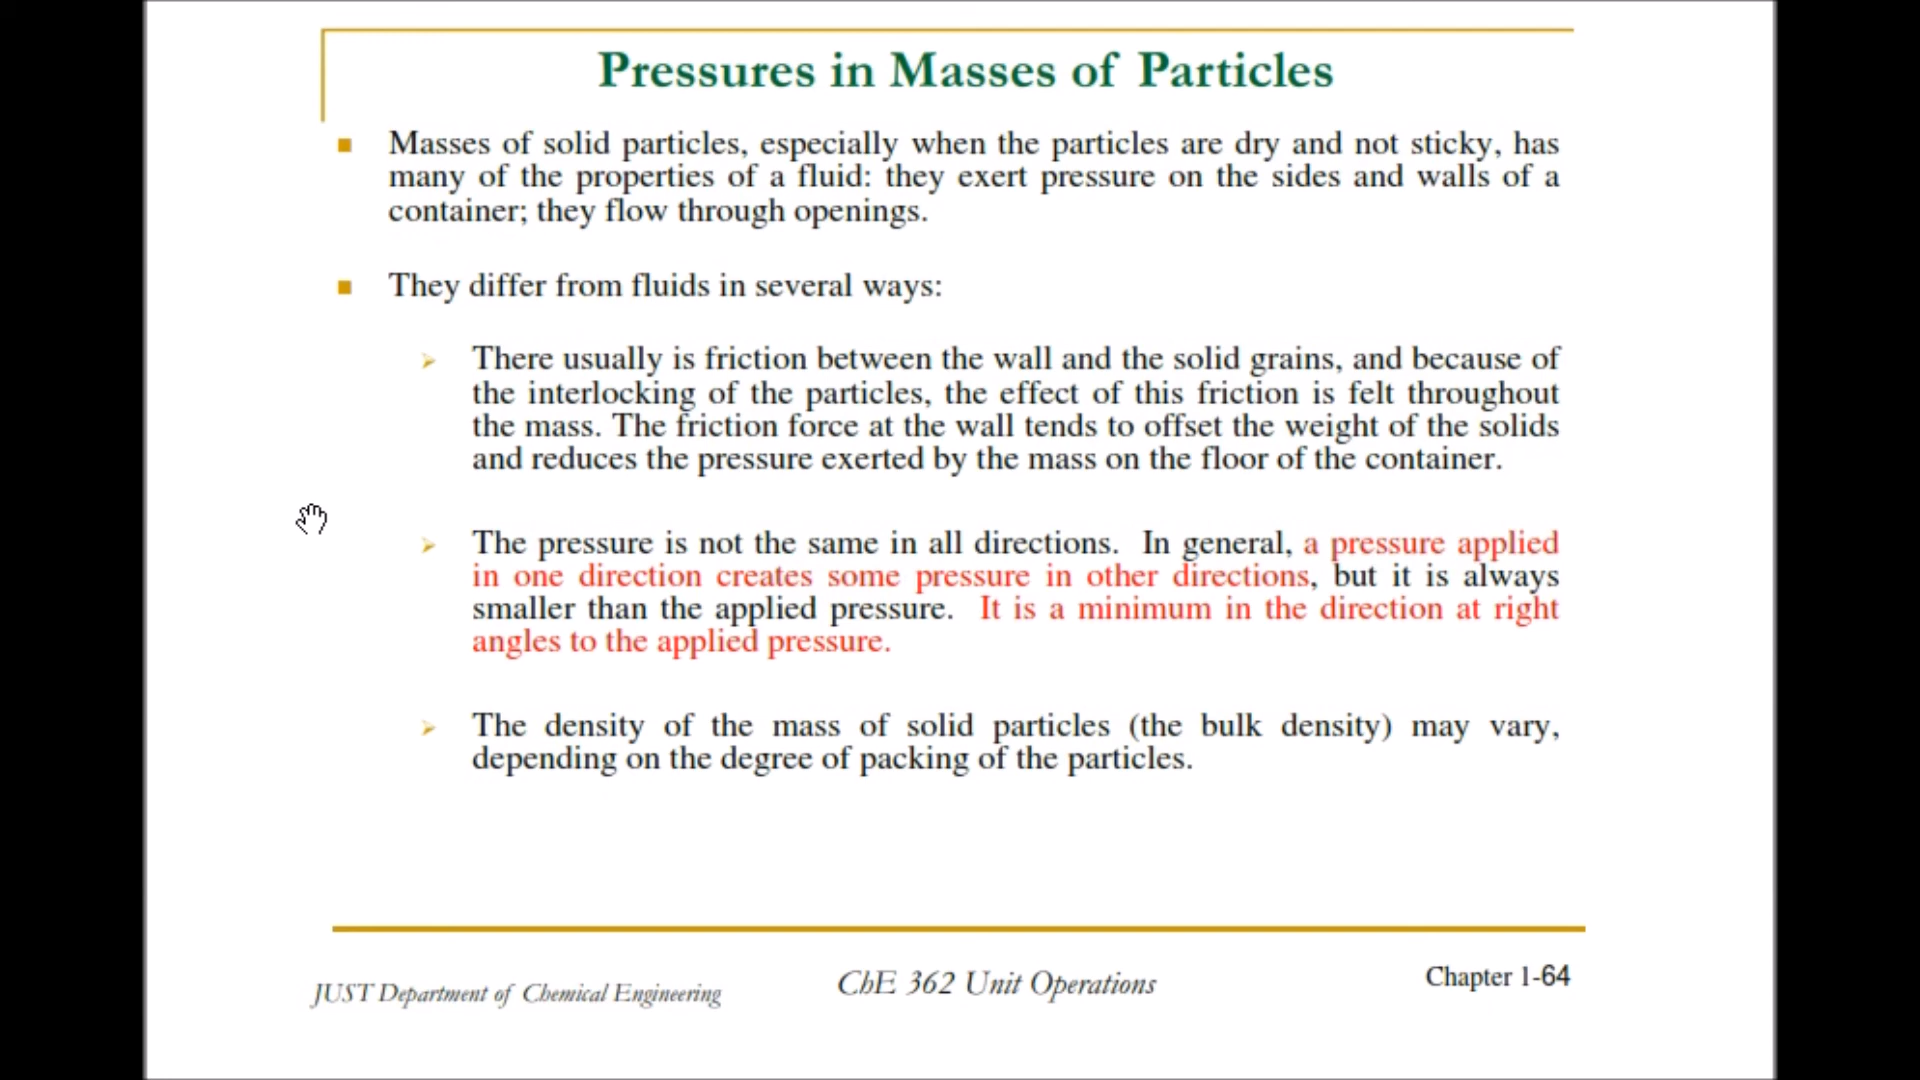 Pressures in Masses of Particles
Masses of solid particles, especially when the particles are dry and not sticky, has
many of the properties of a fluid: they exert pressure on the sides and walls of a
container; they flow through openings.
They differ from fluids in several ways:
There usually is friction between the wall and the solid grains, and because of
the interlocking of the particles, the effect of this friction is felt throughout
the mass. The friction force at the wall tends to offset the weight of the solids
and reduces the pressure exerted by the mass on the floor of the container.
The pressure is not the same in all directions. In general, a pressure applied
in one direction creates some pressure in other directions, but it is always
smaller than the applied pressure. It is a minimum in the direction at right
angles to the applied pressure.
The density of the mass of solid particles (the bulk density) may vary,
depending on the degree of packing of the particles.
JUST Department of Chemical Engineering
ChE 362 Unit Operations
Chapter 1-64